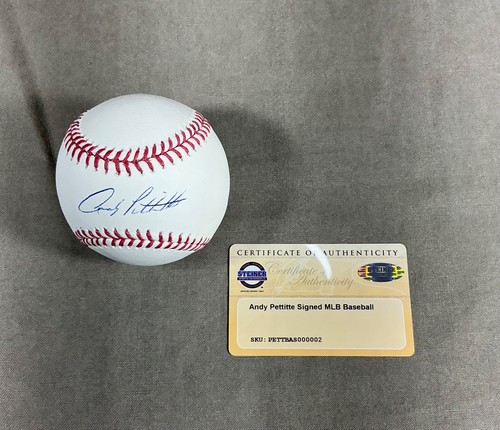 Andy Pettitte
CERTIFICATE OF AUTHENTICITY
STEINER
Certificate of
Authenticity
Andy Pettitte Signed MLB Baseball
SKU: PETTBAS000002